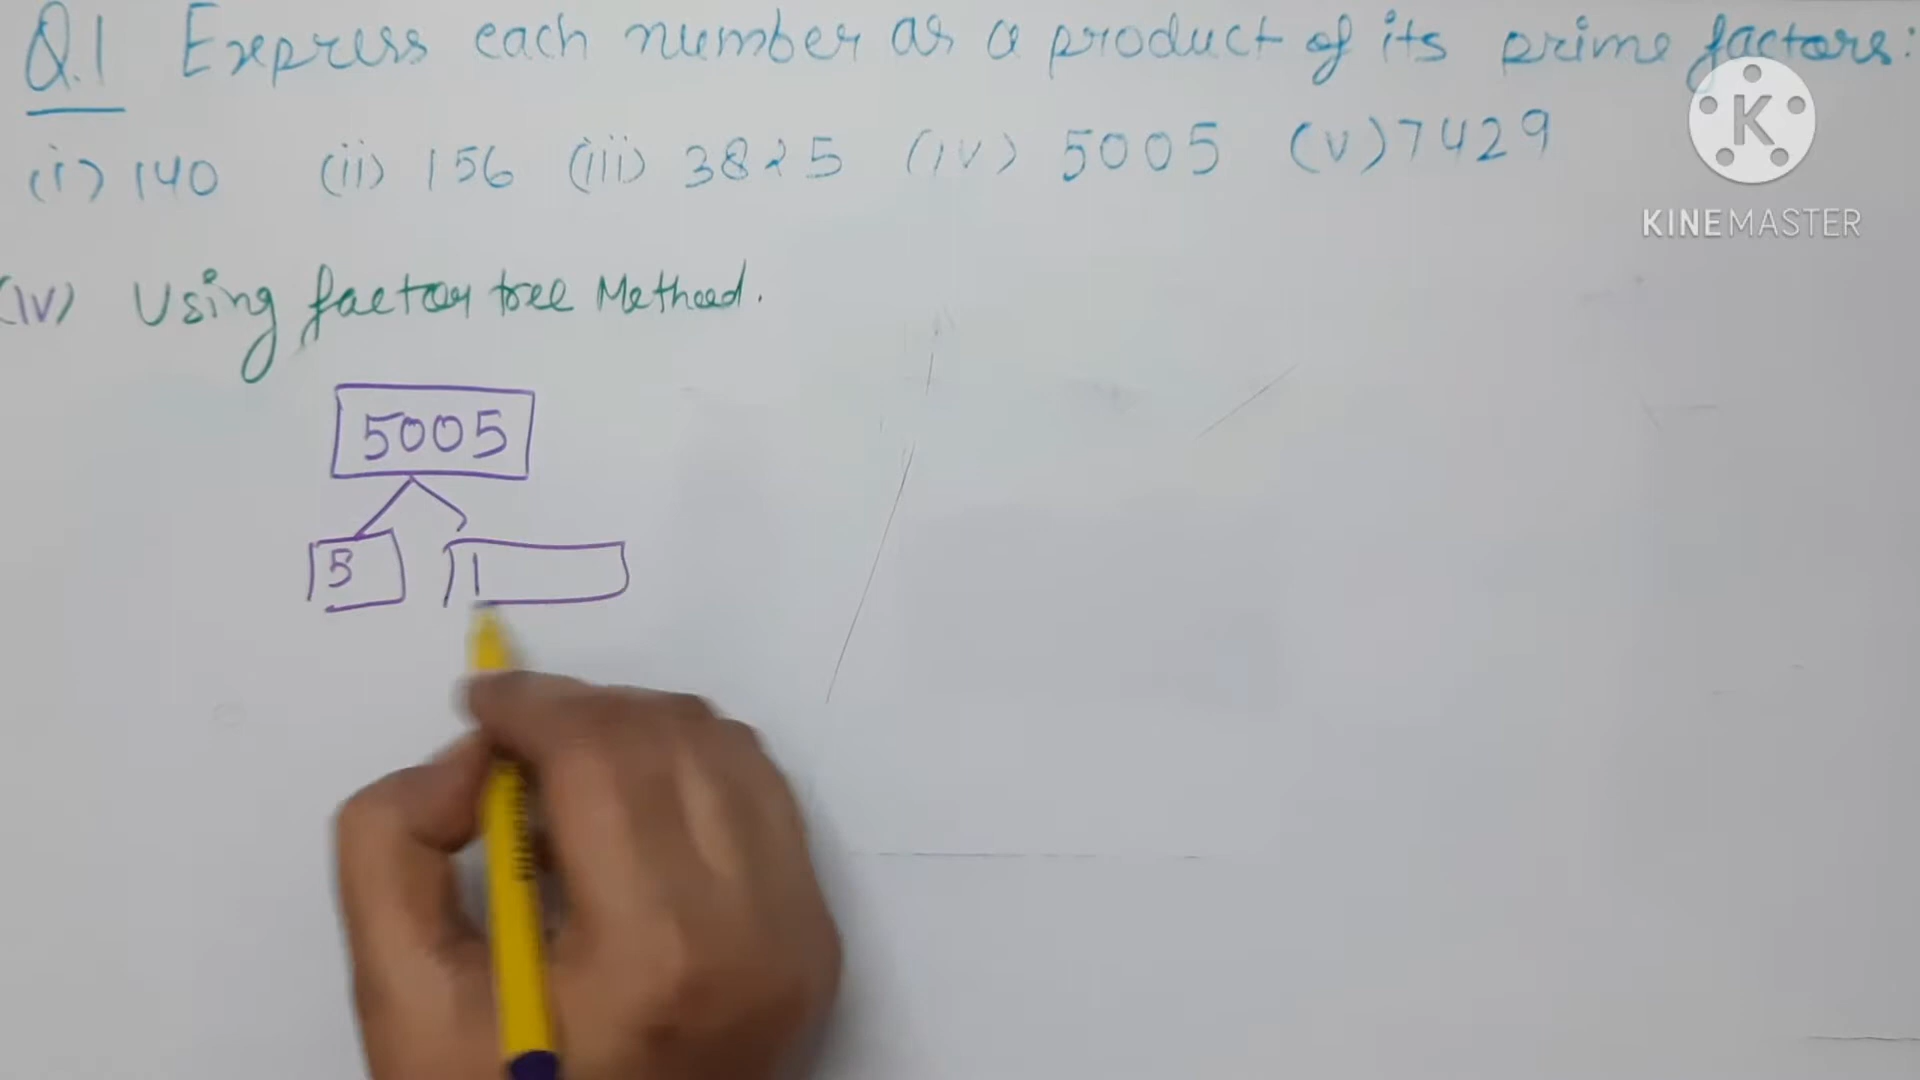 Q.1 Express each number as a product of its prime factors:
(i) 140 (ii) 156 (iii) 3825 (iv) 5005 (v) 7429
K
KINEMASTER
(iv) Using factor tree Method.
5005
5 1